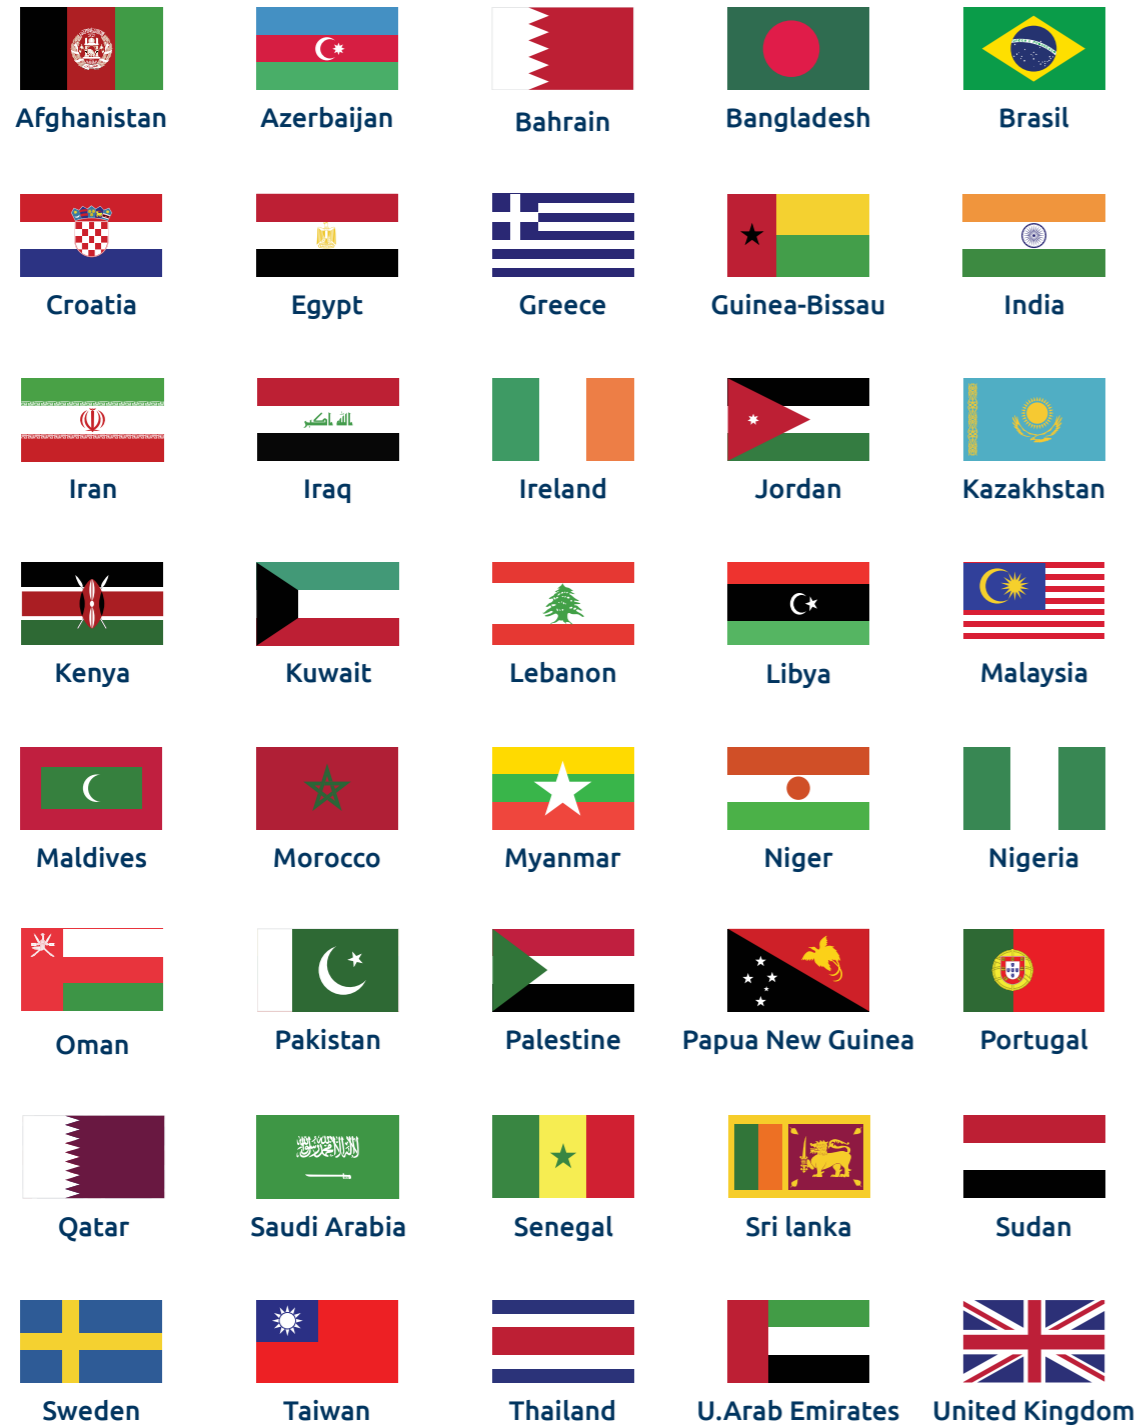 Afghanistan
Azerbaijan
Bahrain
Bangladesh
Brasil
Croatia
Egypt
Greece
Guinea-Bissau
India
Iran
الله اكبر
Iraq
Ireland
Jordan
Kazakhstan
Kenya
Kuwait
Lebanon
Libya
Malaysia
Maldives
Morocco
Myanmar
Niger
Nigeria
Oman
Pakistan
Palestine
Papua New Guinea
Portugal
Qatar
Saudi Arabia
Senegal
Sri lanka
Sudan
Sweden
Taiwan
Thailand
U.Arab Emirates
United Kingdom